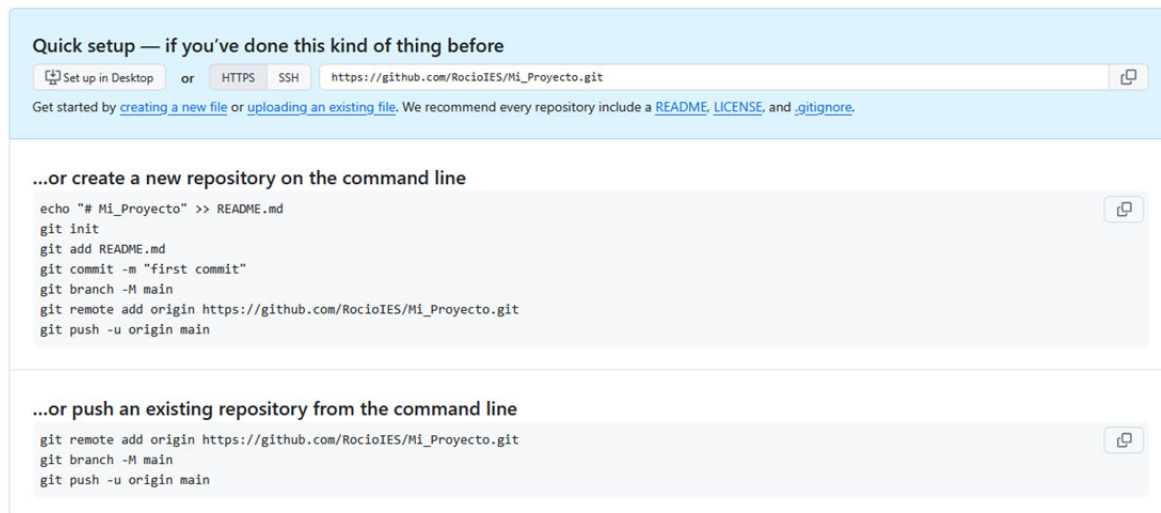 Quick setup — if you’ve done this kind of thing before
Set up in Desktop or HTTPS SSH https://github.com/RocioIES/Mi_Proyecto.git
Get started by creating a new file or uploading an existing file. We recommend every repository include a README, LICENSE, and .gitignore.
…or create a new repository on the command line
echo "# Mi_Proyecto" >> README.md
git init
git add README.md
git commit -m "first commit"
git branch -M main
git remote add origin https://github.com/RocioIES/Mi_Proyecto.git
git push -u origin main
…or push an existing repository from the command line
git remote add origin https://github.com/RocioIES/Mi_Proyecto.git
git branch -M main
git push -u origin main